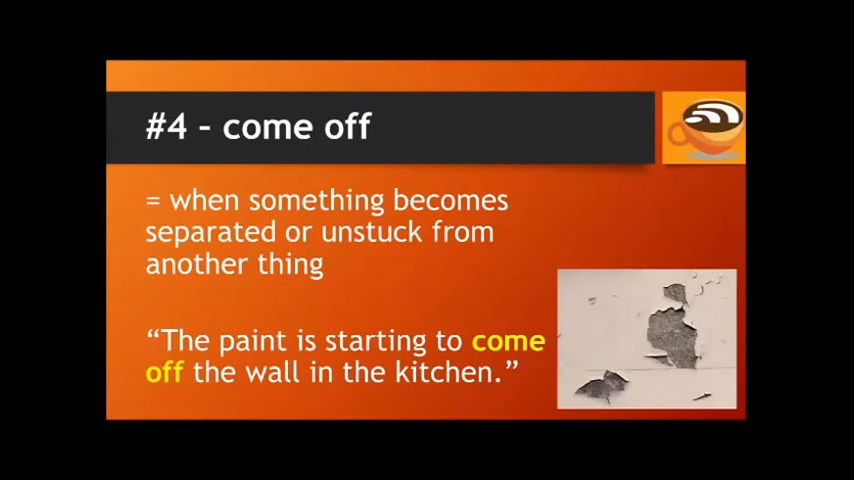 #4 – come off
= when something becomes
separated or unstuck from
another thing
“The paint is starting to come
off the wall in the kitchen.”